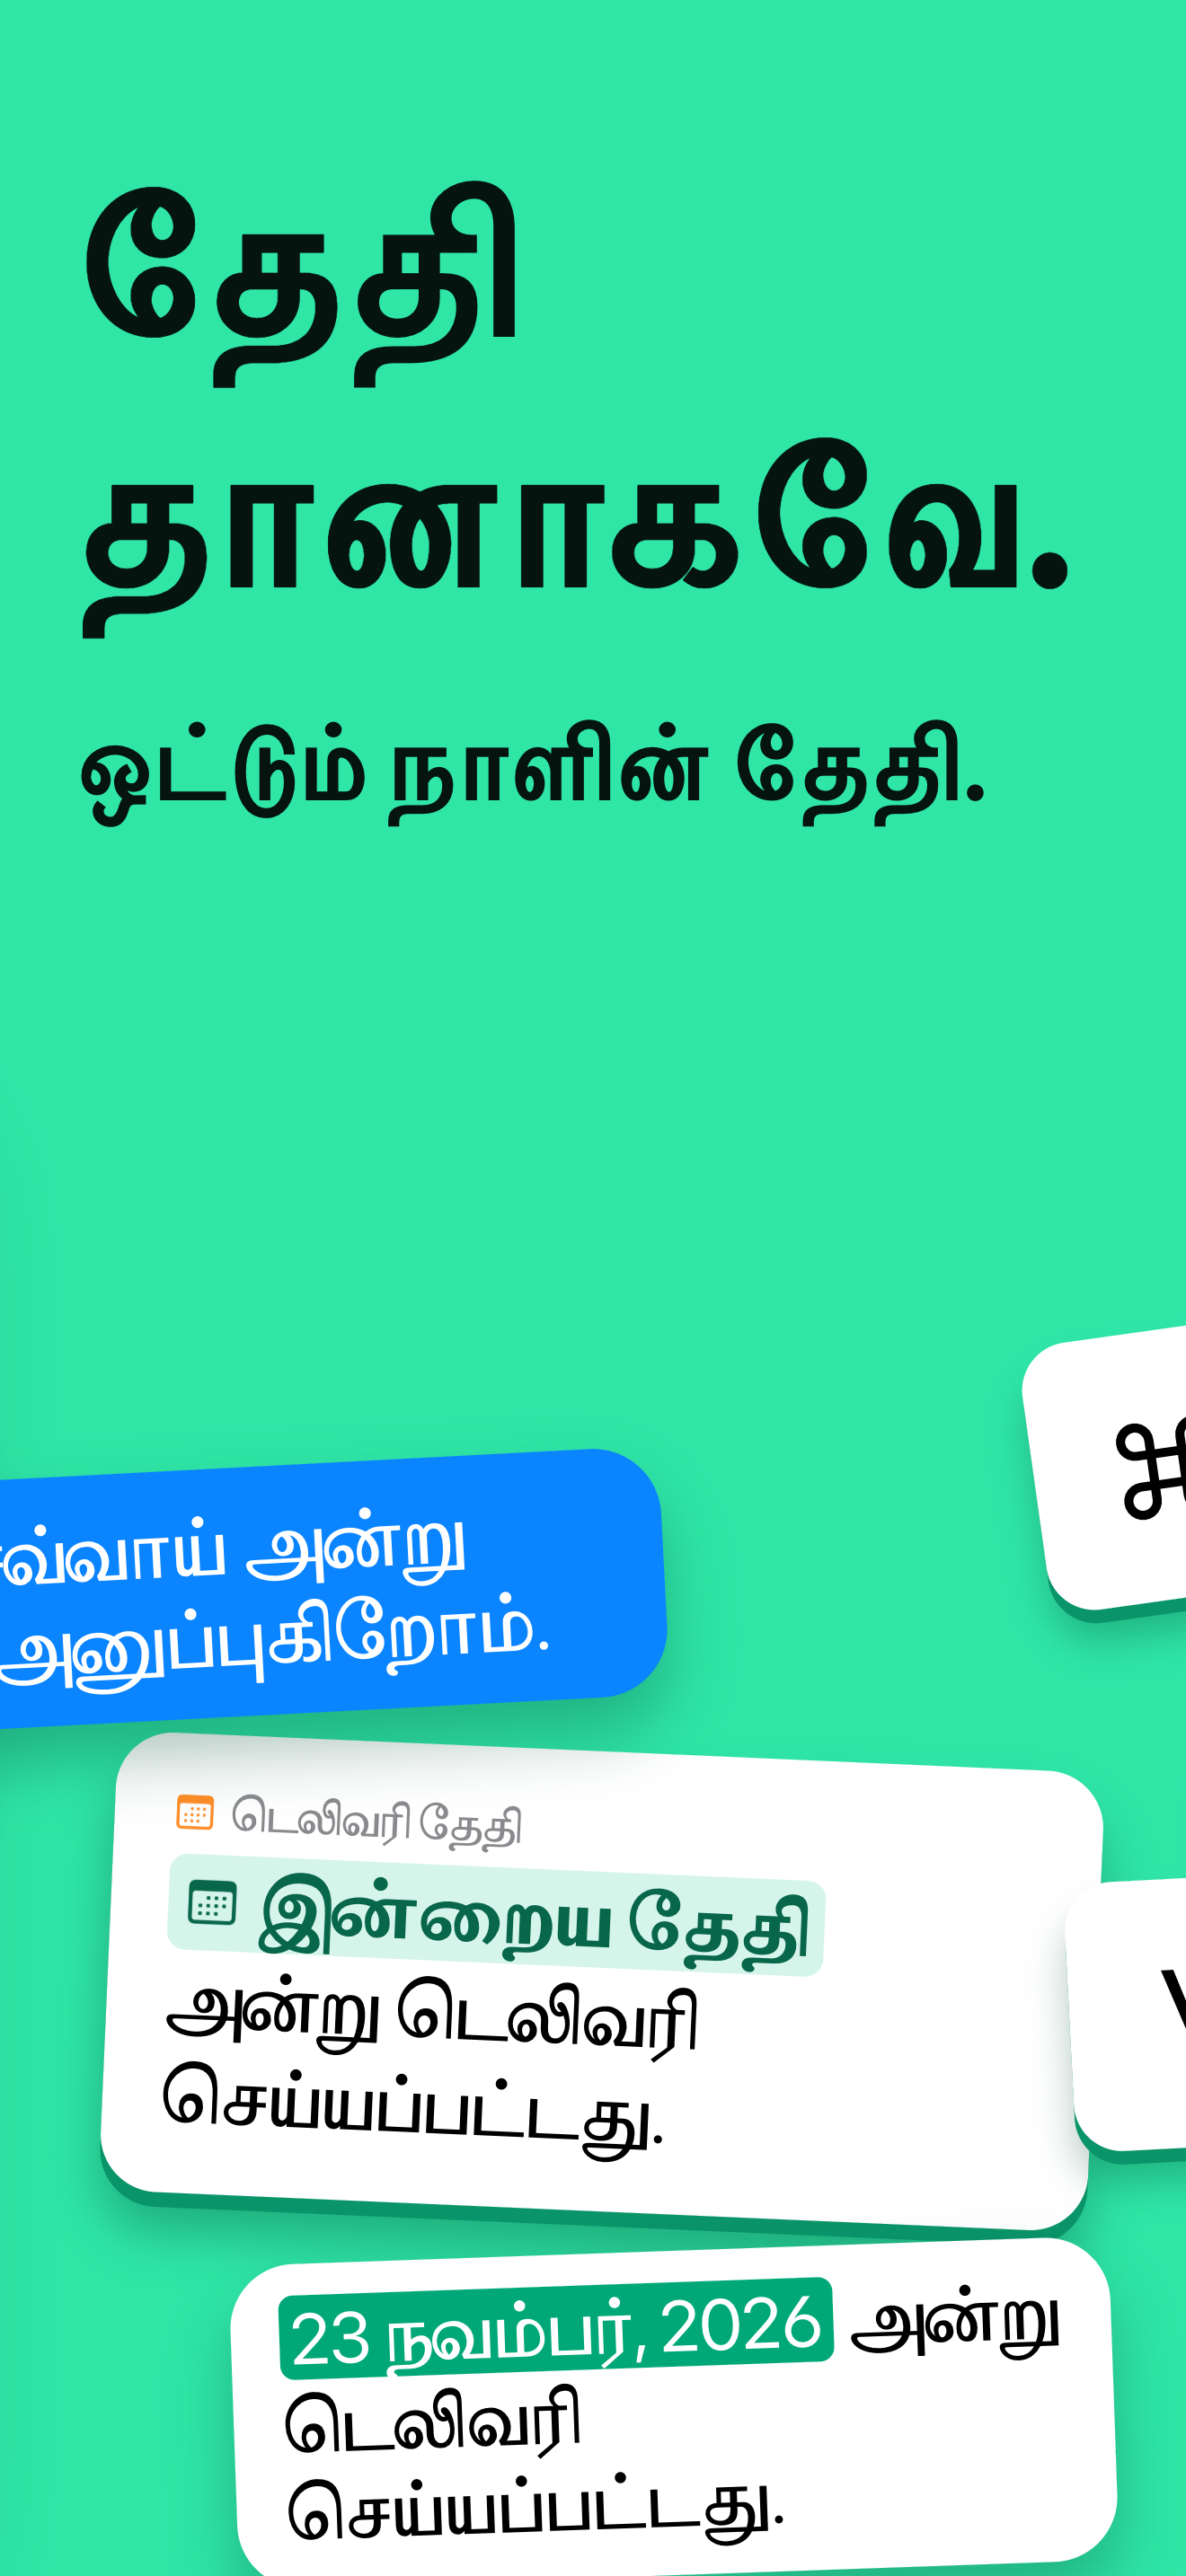 தேதி
தானாகவே.
ஒட்டும் நாளின் தேதி.
⌘
அன்று
அனுப்புகிறோம்.
டெலிவரி தேதி
இன்றைய தேதி
அன்று டெலிவரி
செய்யப்பட்டது.
23 நவம்பர், 2026 அன்று
டெலிவரி
செய்யப்பட்டது.